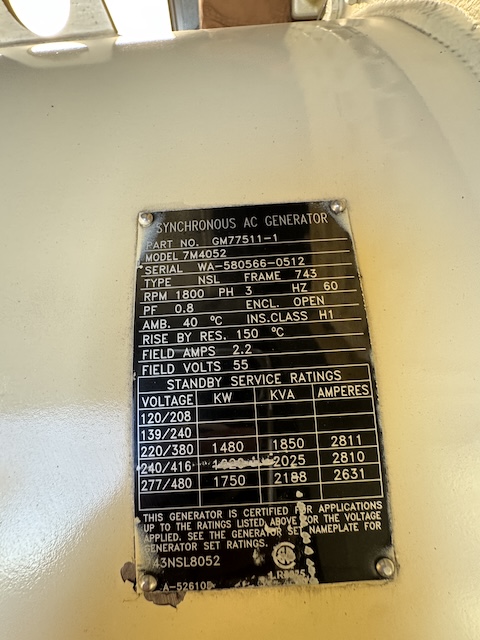 SYNCHRONOUS AC GENERATOR
PART NO. GM77511-1
MODEL 7M4052
SERIAL WA-580566-0512
TYPE NSL FRAME 743
RPM 1800 PH 3 HZ 60
PF 0.8 ENCL. OPEN
AMB. 40 °C INS.CLASS H1
RISE BY RES. 150 °C
FIELD AMPS 2.2
FIELD VOLTS 55
STANDBY SERVICE RATINGS
VOLTAGE KW KVA AMPERES
120/208
139/240
220/380 1480 1850 2811
240/416 2025 2810
277/480 1750 2188 2631
THIS GENERATOR IS CERTIFIED FOR APPLICATIONS
UP TO THE RATINGS LISTED ABOVE FOR THE VOLTAGE
APPLIED. SEE THE GENERATOR SET NAMEPLATE FOR
GENERATOR SET RATINGS.
43NSL8052